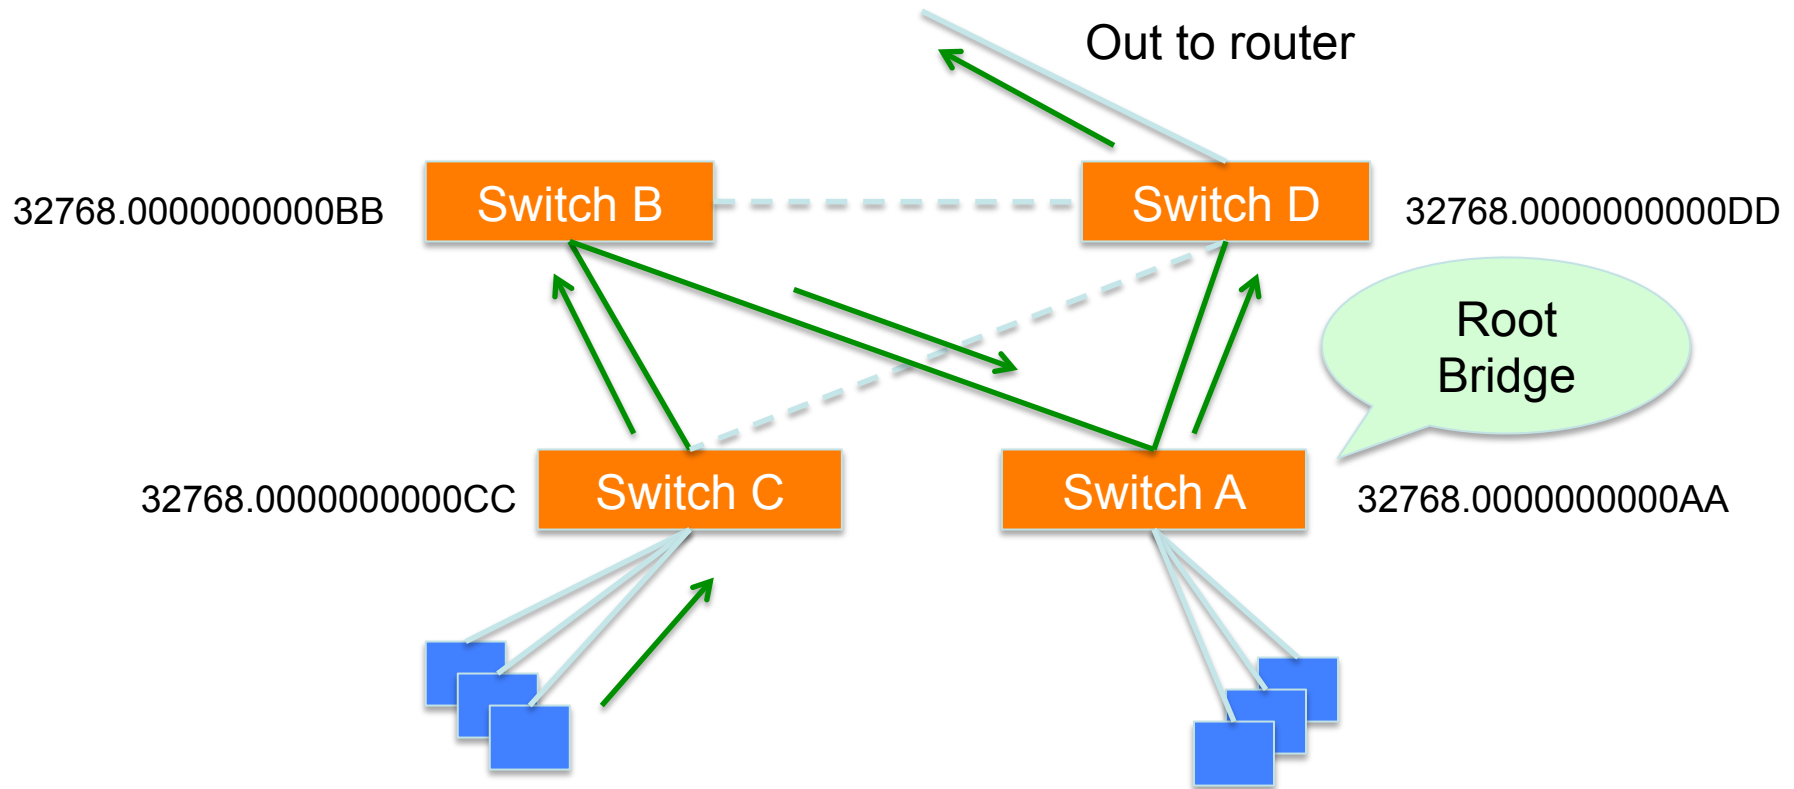 Out to router
32768.0000000000BB
Switch B
Switch D
32768.0000000000DD
Root
Bridge
32768.0000000000CC
Switch C
Switch A
32768.0000000000AA